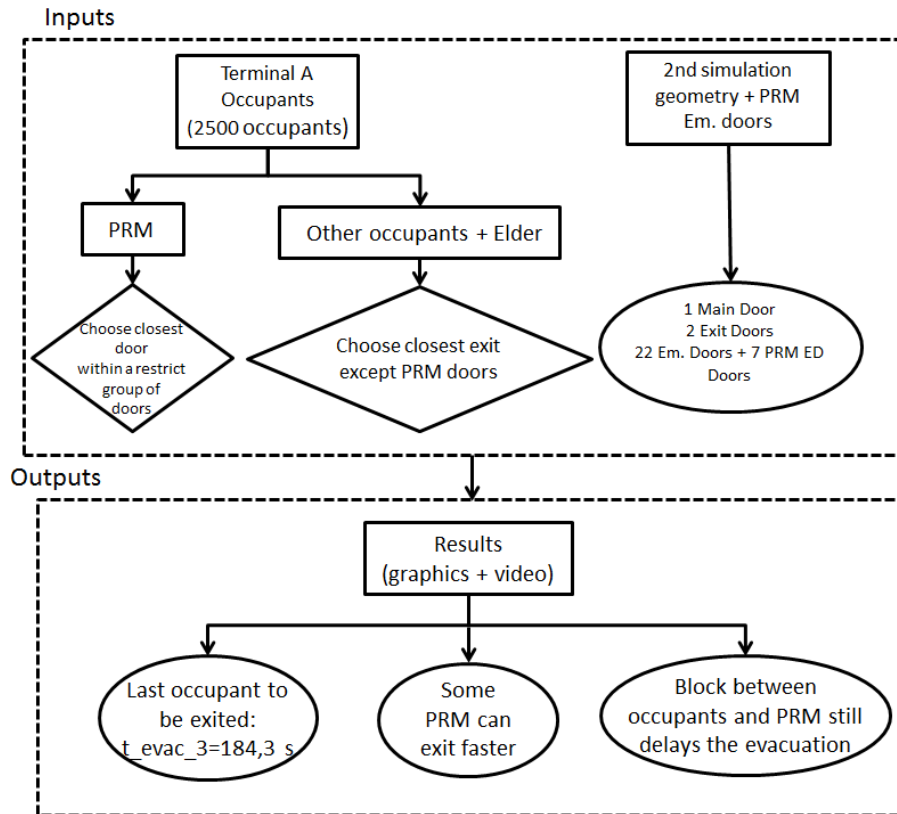 Inputs
Terminal A
Occupants
(2500 occupants)
2nd simulation
geometry + PRM
Em. doors
PRM
Other occupants + Elder
Choose closest
door
within a restrict
group of
doors
Choose closest exit
except PRM doors
1 Main Door
2 Exit Doors
22 Em. Doors + 7 PRM ED
Doors
Outputs
Results
(graphics + video)
Last occupant to
be exited:
t_evac_3=184,3 s
Some
PRM can
exit faster
Block between
occupants and PRM still
delays the evacuation